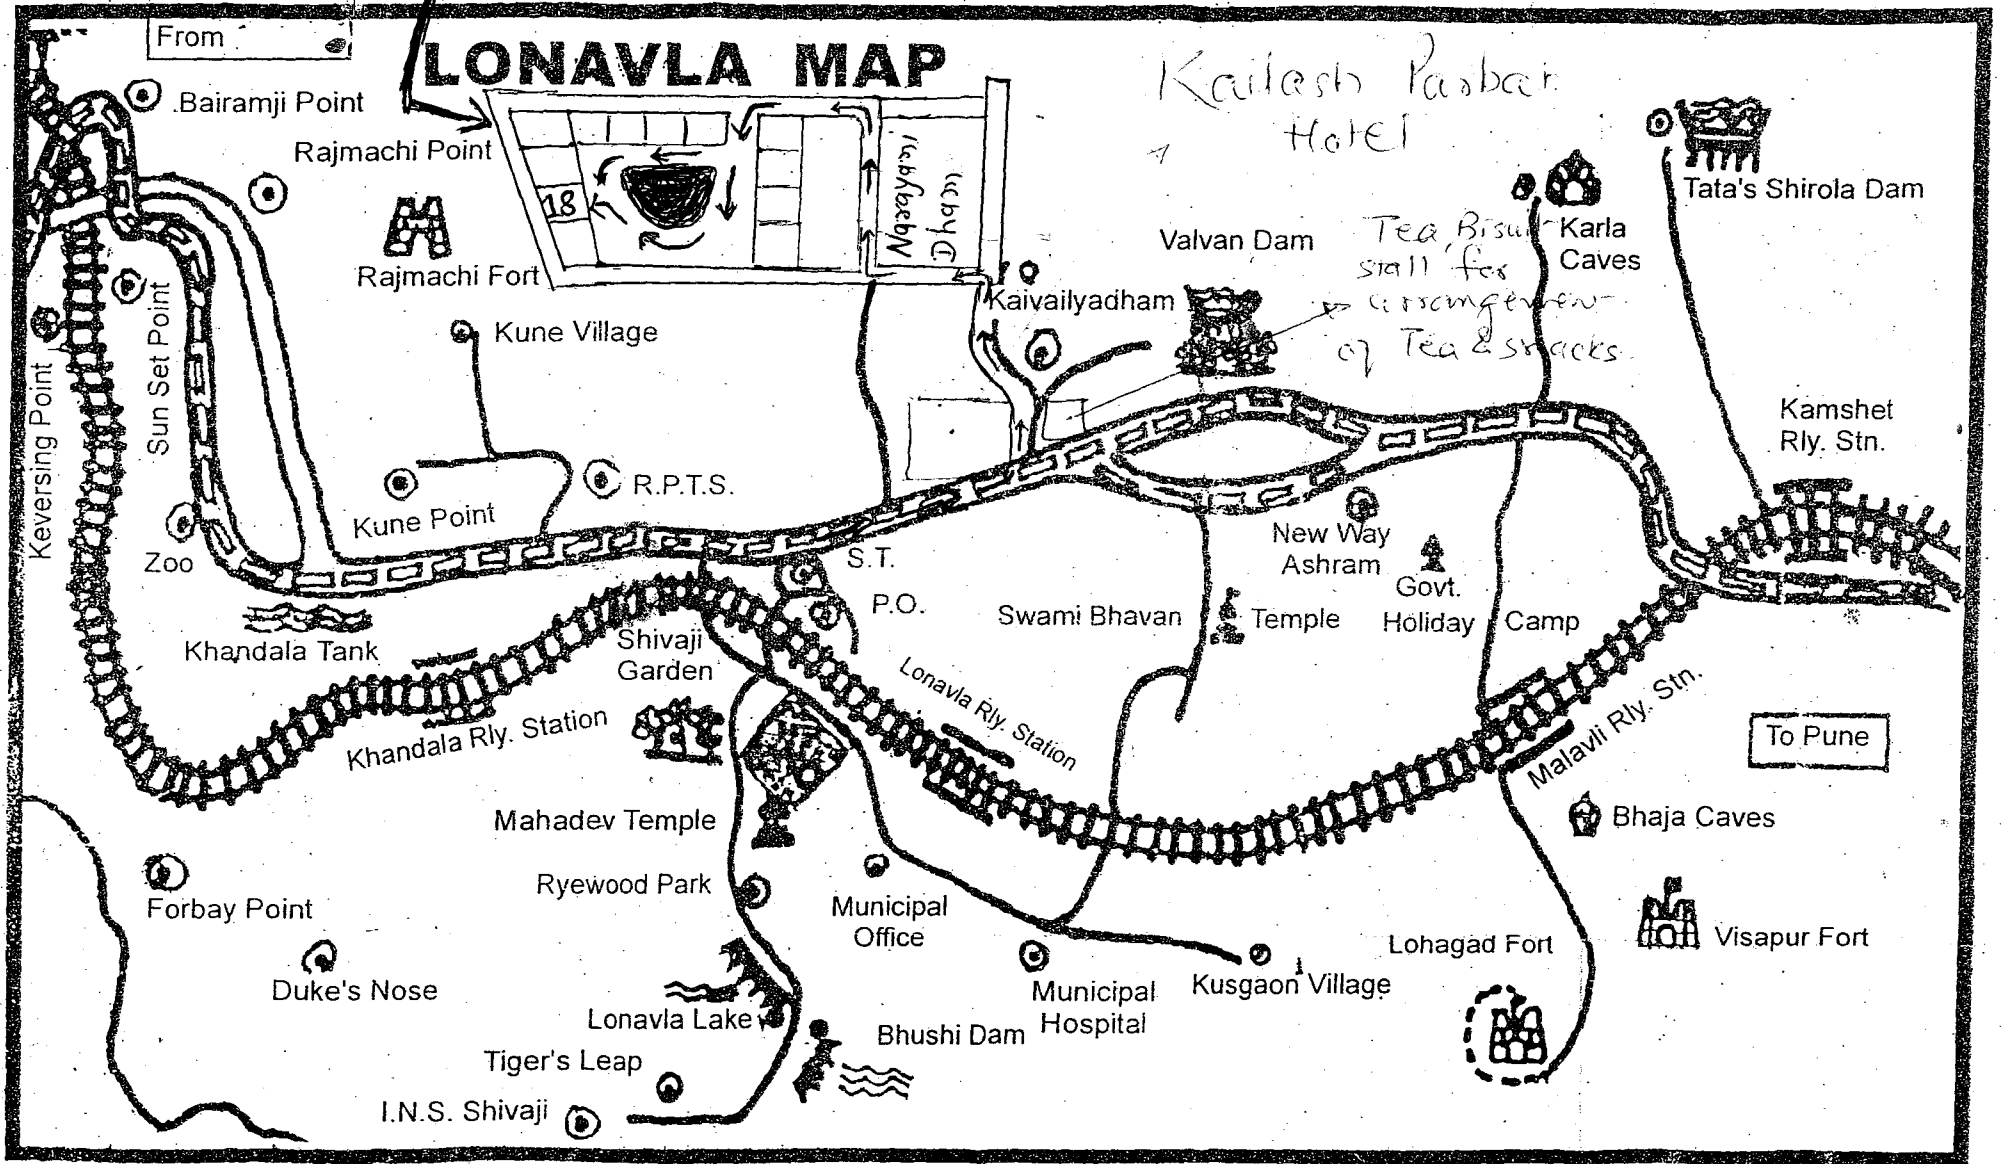 From
LONAVLA MAP
Kailash Parbat
Hotel
Bairamji Point
Rajmachi Point
Rajmachi Fort
18
Kaivailyadham
Valvan Dam
Tea, Biscuit
stall for
arrangement
of Tea & snacks
Karla
Caves
Tata's Shirola Dam
Kamshet
Rly. Stn.
Keversing Point
Sun Set Point
Kune Village
Kune Point
R.P.T.S.
Zoo
S.T.
P.O.
Khandala Tank
Shivaji
Garden
Khandala Rly. Station
Lonavla Rly. Station
Swami Bhavan
Temple
New Way
Ashram
Govt.
Holiday Camp
Malavli Rly. Stn.
To Pune
Mahadev Temple
Ryewood Park
Municipal
Office
Municipal
Hospital
Kusgaon Village
Bhaja Caves
Visapur Fort
Lohagad Fort
Forbay Point
Duke's Nose
Lonavla Lake
Bhushi Dam
Tiger's Leap
I.N.S. Shivaji